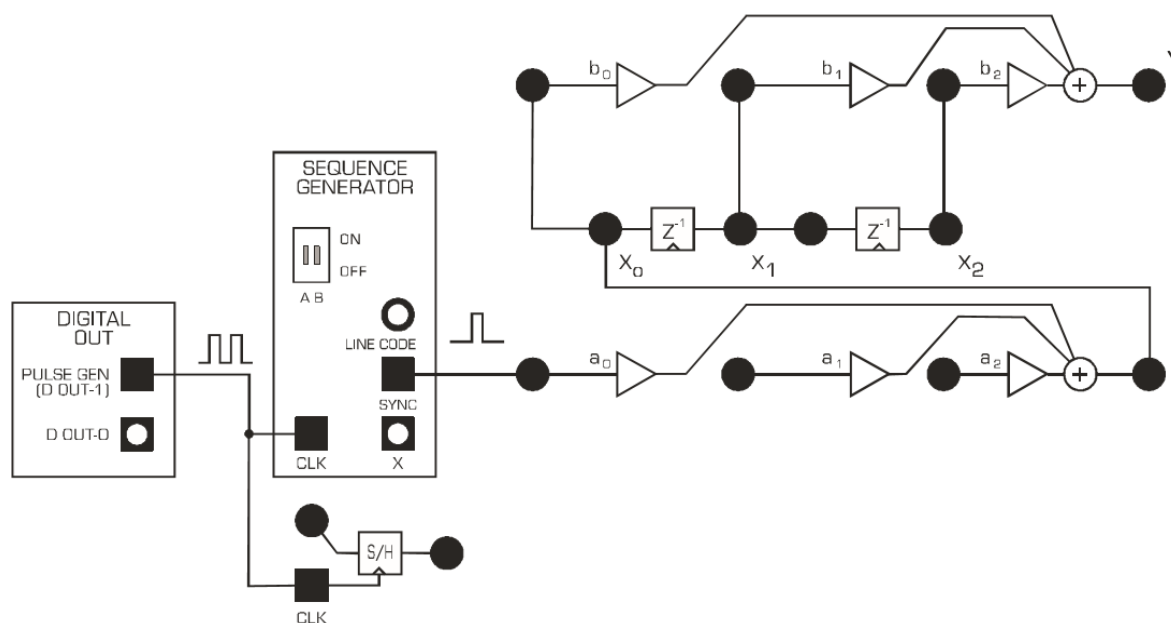 b₀
b₁
b₂
+
Y
SEQUENCE
GENERATOR
ON
OFF
A B
Z⁻¹
Z⁻¹
X₀
X₁
X₂
DIGITAL
OUT
LINE CODE
PULSE GEN
(D OUT-1)
a₀
a₁
a₂
+
SYNC
D OUT-0
CLK
X
S/H
CLK